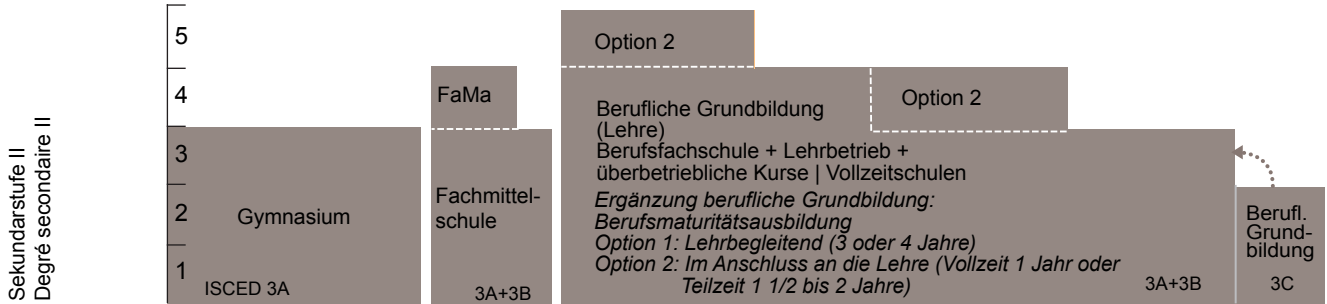 Sekundarstufe II
Degré secondaire II
5
4
3
2
1
Gymnasium
ISCED 3A
FaMa
Fachmittel-
schule
3A+3B
Option 2
Option 2
Berufliche Grundbildung
(Lehre)
Berufsfachschule + Lehrbetrieb +
überbetriebliche Kurse | Vollzeitschulen
Ergänzung berufliche Grundbildung:
Berufsmaturitätsausbildung
Option 1: Lehrbegleitend (3 oder 4 Jahre)
Option 2: Im Anschluss an die Lehre (Vollzeit 1 Jahr oder
Teilzeit 1 1/2 bis 2 Jahre)
3A+3B
Berufl.
Grund-
bildung
3C